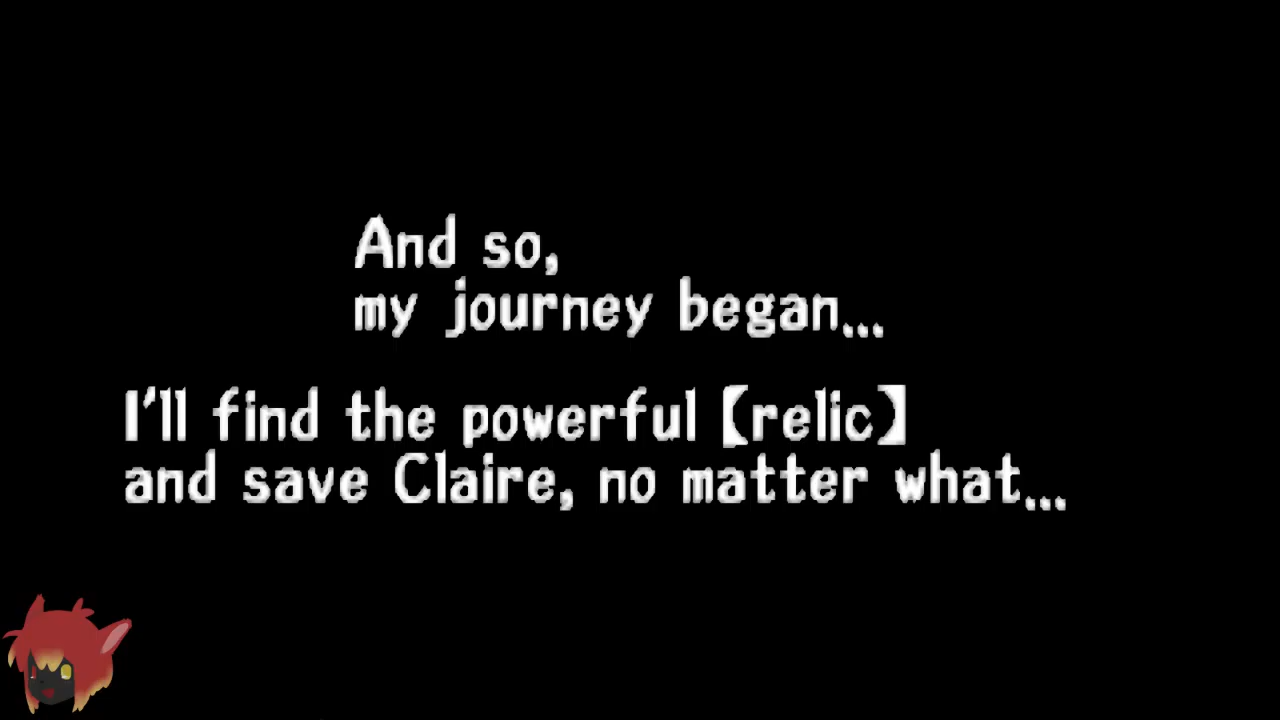 And so,
my journey began...
I'll find the powerful【relic】
and save Claire, no matter what...